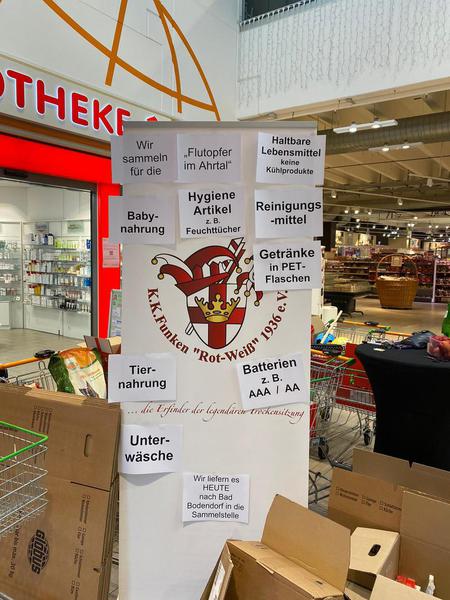 OTHEKE
Wir
sammeln
für die
„Flutopfer
im Ahrtal“
Haltbare
Lebensmittel
keine
Kühlprodukte
Baby-
nahrung
Hygiene
Artikel
z. B.
Feuchttücher
Reinigungs
-mittel
Getränke
in PET-
Flaschen
K.K.Funken "Rot-Weiß" 1936 e.V.
Tier-
nahrung
Batterien
z. B.
AAA / AA
... die Erfinder der legendären Trockensitzung
Unter-
wäsche
Wir liefern es
HEUTE
nach Bad
Bodendorf in die
Sammelstelle
GLOBUS